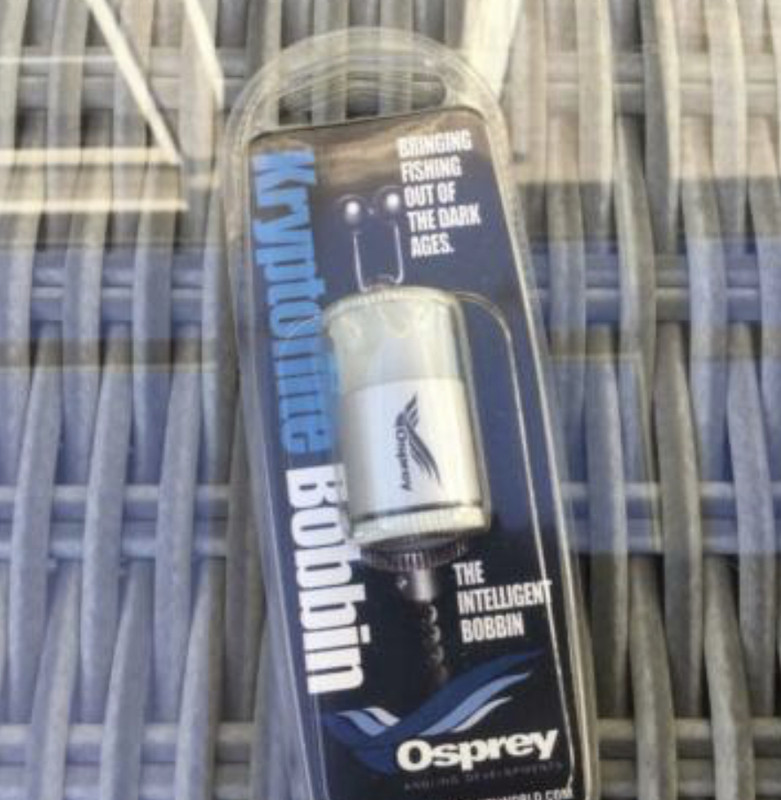 BRINGING
FISHING
OUT OF
THE DARK
AGES.
Kryptonite Bobbin
Osprey
THE
INTELLIGENT
BOBBIN
Osprey
ANGLING DEVELOPMENTS